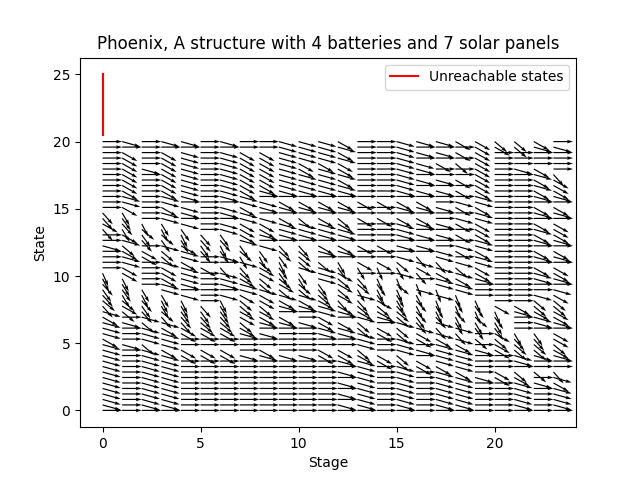 Phoenix, A structure with 4 batteries and 7 solar panels
Unreachable states
25
20
15
10
5
0
State
0 5 10 15 20
Stage